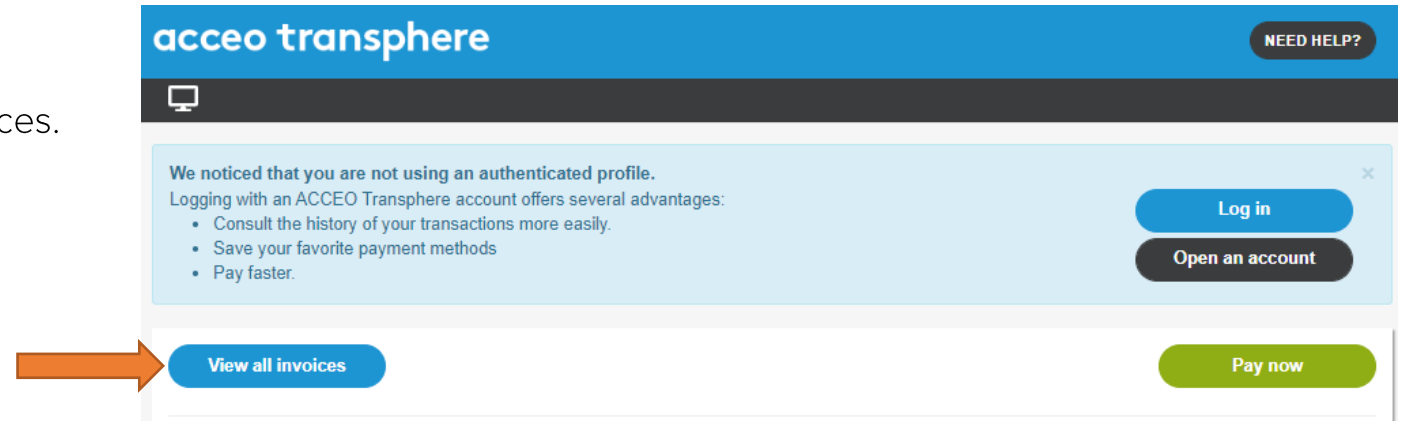 acceo transphere
NEED HELP?
We noticed that you are not using an authenticated profile.
Logging with an ACCEO Transphere account offers several advantages:
• Consult the history of your transactions more easily.
• Save your favorite payment methods
• Pay faster.
×
Log in
Open an account
View all invoices
Pay now